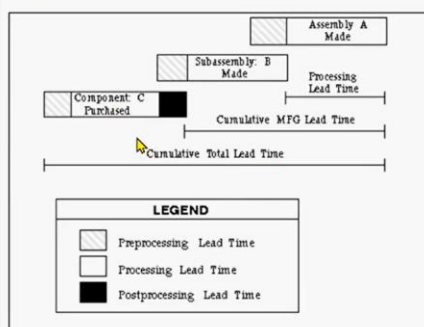 Assembly A
Made
Subassembly: B
Made
Processing
Lead Time
Component: C
Purchased
Cumulative MFG Lead Time
Cumulative Total Lead Time
LEGEND
Preprocessing Lead Time
Processing Lead Time
Postprocessing Lead Time